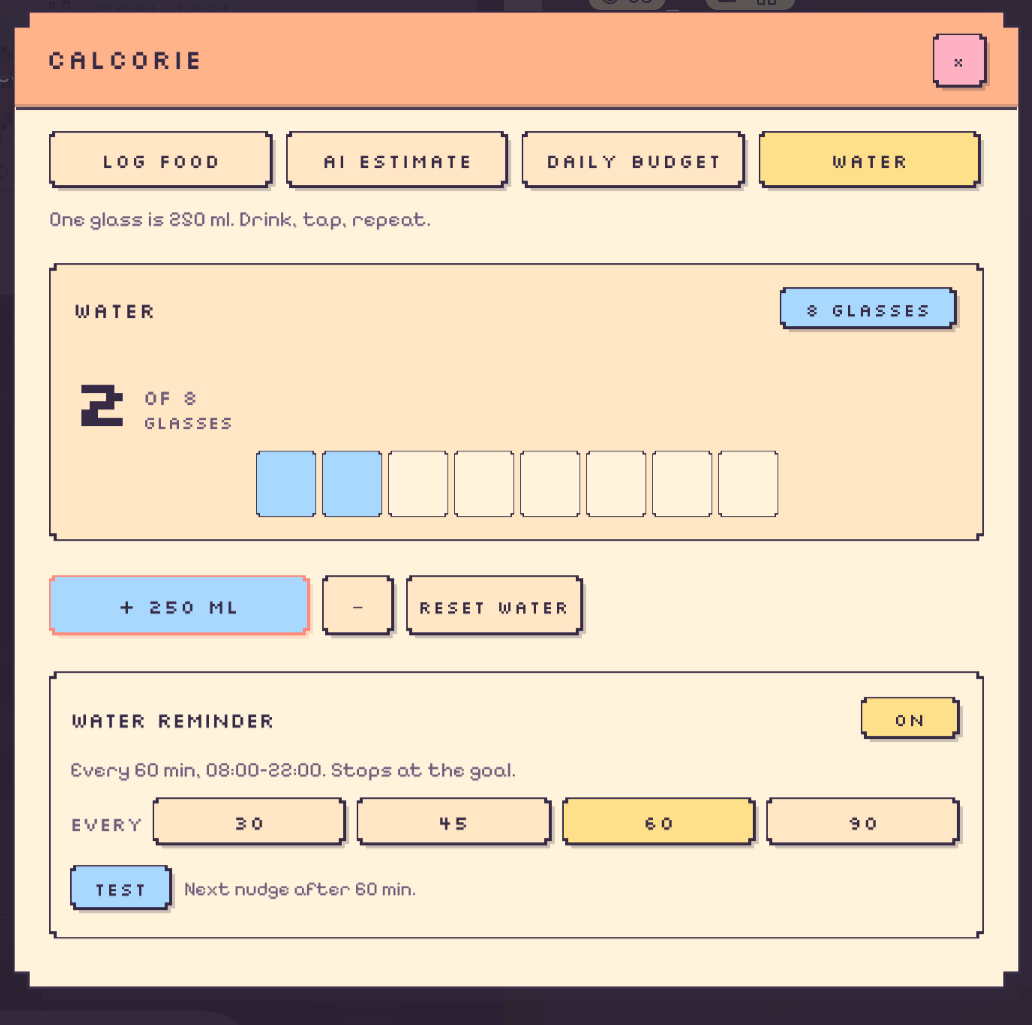 CALCORIE
x
LOG FOOD
AI ESTIMATE
DAILY BUDGET
WATER
One glass is 250 ml. Drink, tap, repeat.
WATER
8 GLASSES
2
OF 8
GLASSES
+ 250 ML
-
RESET WATER
WATER REMINDER
ON
Every 60 min, 08:00-22:00. Stops at the goal.
EVERY
30
45
60
90
TEST
Next nudge after 60 min.